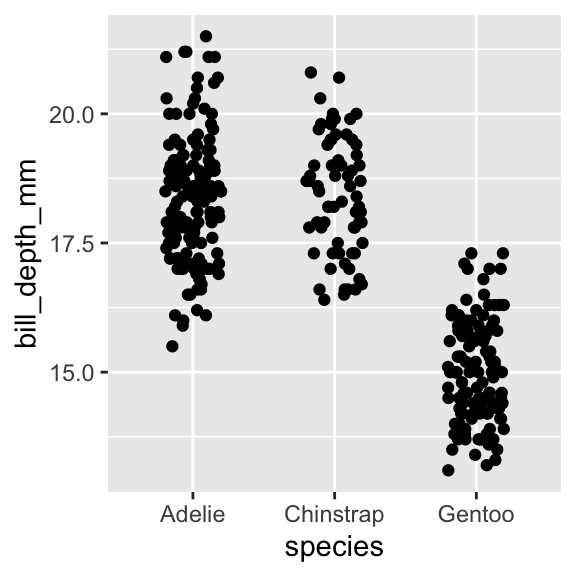 bill_depth_mm
20.0
17.5
15.0
Adelie Chinstrap Gentoo
species